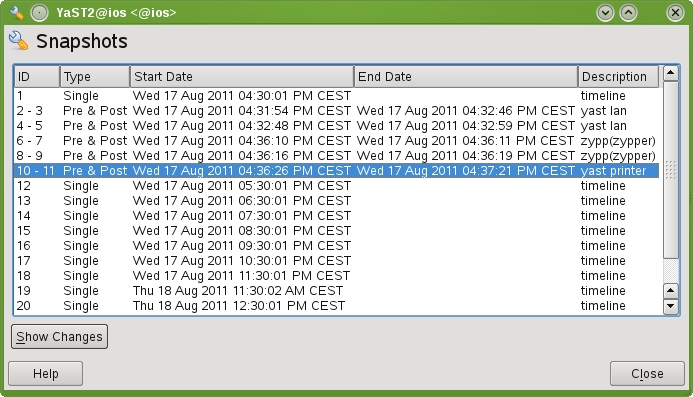 YaST2@ios <@ios>
Snapshots
ID Type Start Date End Date Description
1 Single Wed 17 Aug 2011 04:30:01 PM CEST timeline
2 - 3 Pre & Post Wed 17 Aug 2011 04:31:54 PM CEST Wed 17 Aug 2011 04:32:46 PM CEST yast lan
4 - 5 Pre & Post Wed 17 Aug 2011 04:32:48 PM CEST Wed 17 Aug 2011 04:32:59 PM CEST yast lan
6 - 7 Pre & Post Wed 17 Aug 2011 04:36:10 PM CEST Wed 17 Aug 2011 04:36:11 PM CEST zypp(zypper)
8 - 9 Pre & Post Wed 17 Aug 2011 04:36:16 PM CEST Wed 17 Aug 2011 04:36:19 PM CEST zypp(zypper)
10 - 11 Pre & Post Wed 17 Aug 2011 04:36:26 PM CEST Wed 17 Aug 2011 04:37:21 PM CEST yast printer
12 Single Wed 17 Aug 2011 05:30:01 PM CEST timeline
13 Single Wed 17 Aug 2011 06:30:01 PM CEST timeline
14 Single Wed 17 Aug 2011 07:30:01 PM CEST timeline
15 Single Wed 17 Aug 2011 08:30:01 PM CEST timeline
16 Single Wed 17 Aug 2011 09:30:01 PM CEST timeline
17 Single Wed 17 Aug 2011 10:30:01 PM CEST timeline
18 Single Wed 17 Aug 2011 11:30:01 PM CEST timeline
19 Single Thu 18 Aug 2011 11:30:02 AM CEST timeline
20 Single Thu 18 Aug 2011 12:30:01 PM CEST timeline
Show Changes
Help Close